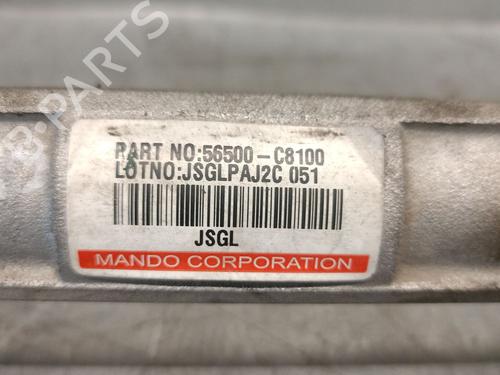 B-PARTS
PART NO:56500-C8100
LOTNO:JSGLPAJ2C 051
JSGL
MANDO CORPORATION